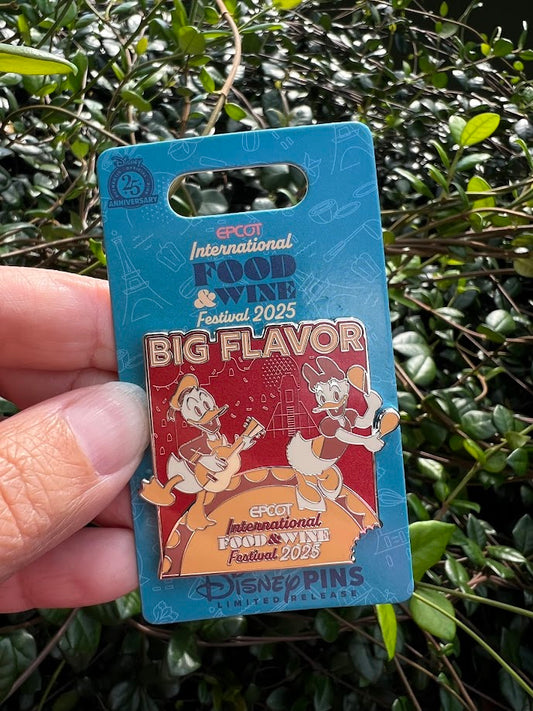 Disney
25
ANNIVERSARY
EPCOT
International
FOOD
& WINE
Festival 2025
BIG FLAVOR
EPCOT
International
FOOD & WINE
Festival 2025
DISNEY PINS
LIMITED RELEASE